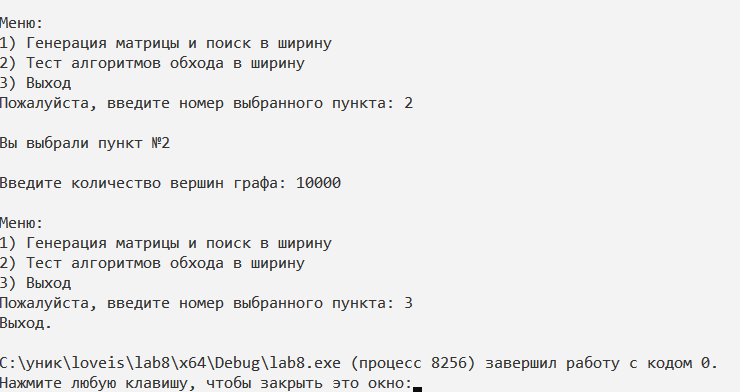 Меню:
1) Генерация матрицы и поиск в ширину
2) Тест алгоритмов обхода в ширину
3) Выход
Пожалуйста, введите номер выбранного пункта: 2
Вы выбрали пункт №2
Введите количество вершин графа: 10000
Меню:
1) Генерация матрицы и поиск в ширину
2) Тест алгоритмов обхода в ширину
3) Выход
Пожалуйста, введите номер выбранного пункта: 3
Выход.
C:\уник\loveis\lab8\x64\Debug\lab8.exe (процесс 8256) завершил работу с кодом 0.
Нажмите любую клавишу, чтобы закрыть это окно: